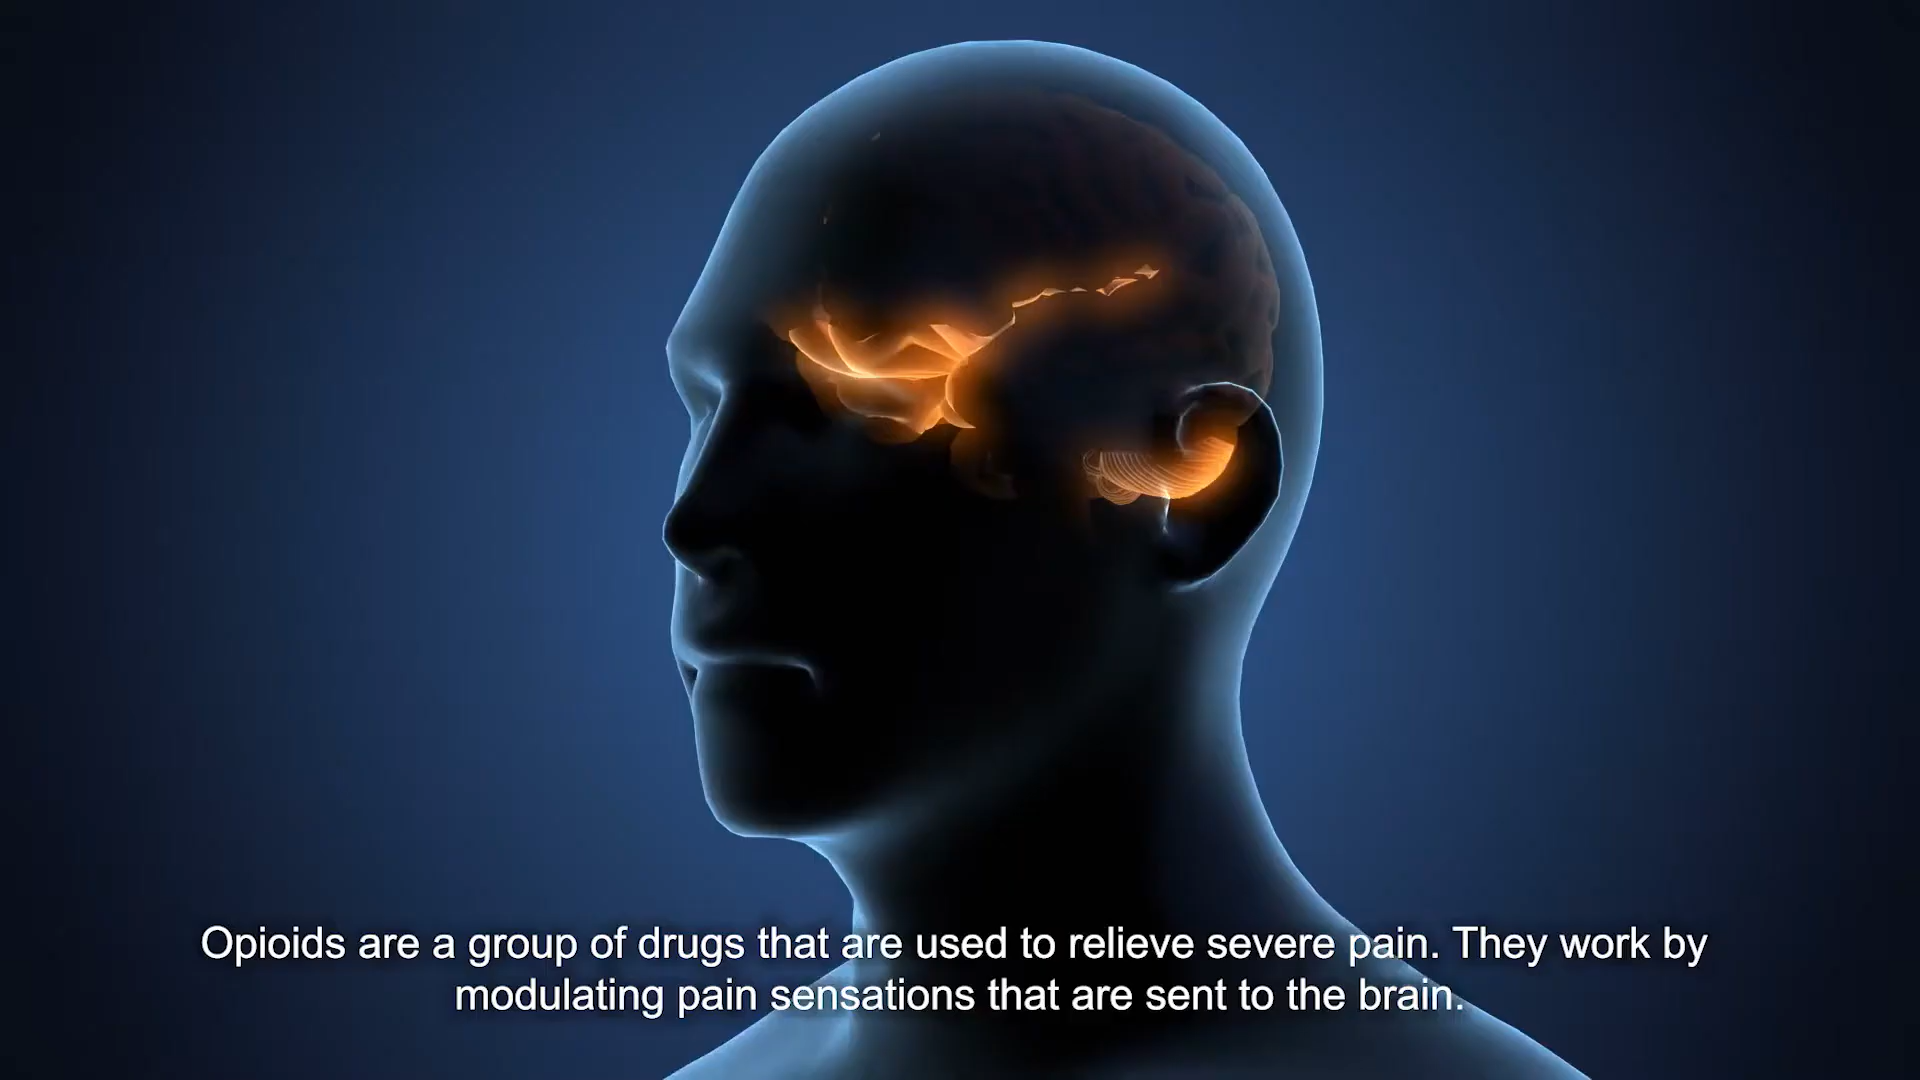 Opioids are a group of drugs that are used to relieve severe pain. They work by
modulating pain sensations that are sent to the brain.